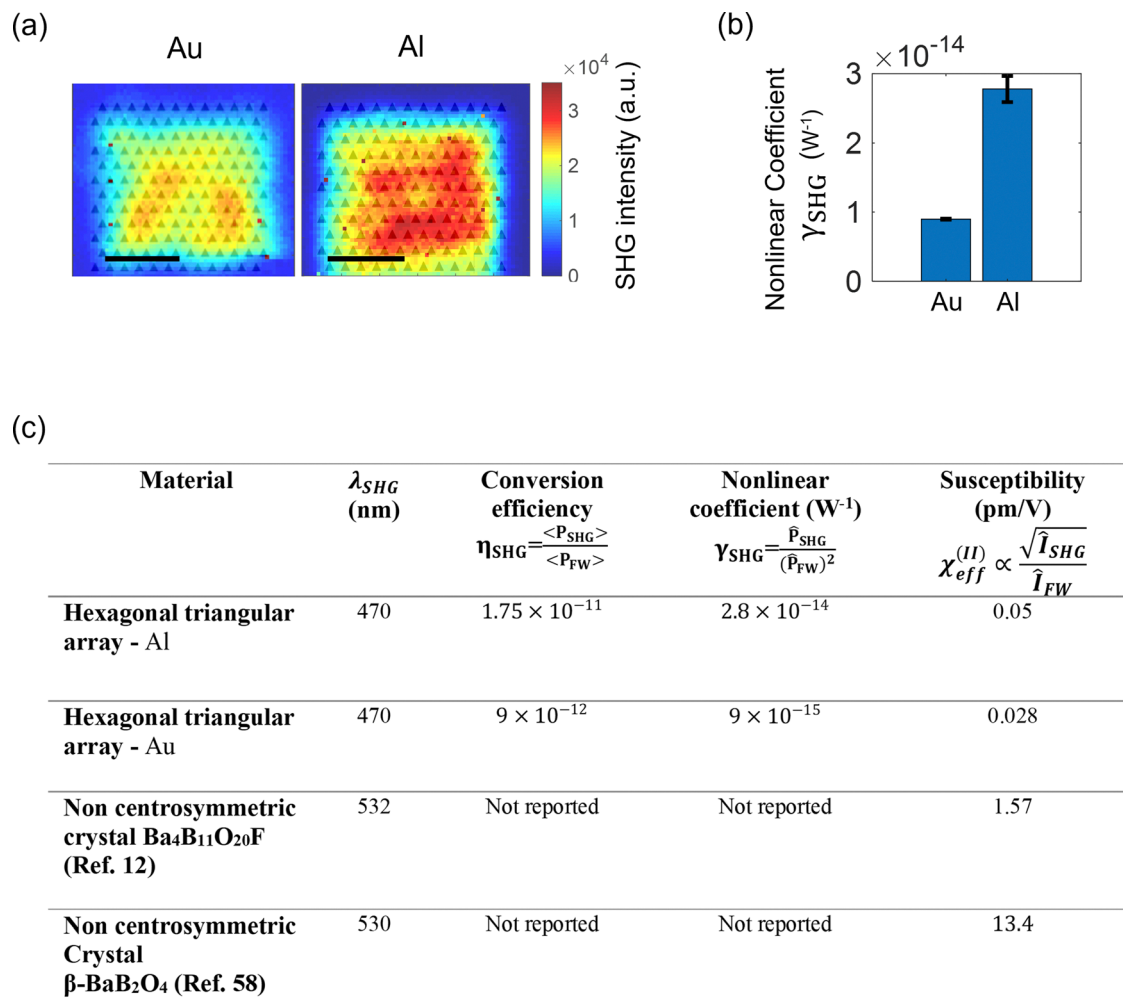 (a)
Au
Al
×10⁴
3
2
1
0
SHG intensity (a.u.)
(b)
×10⁻¹⁴
3
2
1
0
Nonlinear Coefficient
γSHG (W⁻¹)
Au
Al
(c)
Material
λSHG
(nm)
Conversion
efficiency
ηSHG=<PSHG>/<PFW>
Nonlinear
coefficient (W⁻¹)
γSHG=P̂SHG/(P̂FW)²
Susceptibility
(pm/V)
χeff(II) ∝ √ÎSHG/ÎFW
Hexagonal triangular
array - Al
470
1.75 × 10⁻¹¹
2.8 × 10⁻¹⁴
0.05
Hexagonal triangular
array - Au
470
9 × 10⁻¹²
9 × 10⁻¹⁵
0.028
Non centrosymmetric
crystal Ba₄B₁₁O₂₀F
(Ref. 12)
532
Not reported
Not reported
1.57
Non centrosymmetric
Crystal
β-BaB₂O₄ (Ref. 58)
530
Not reported
Not reported
13.4